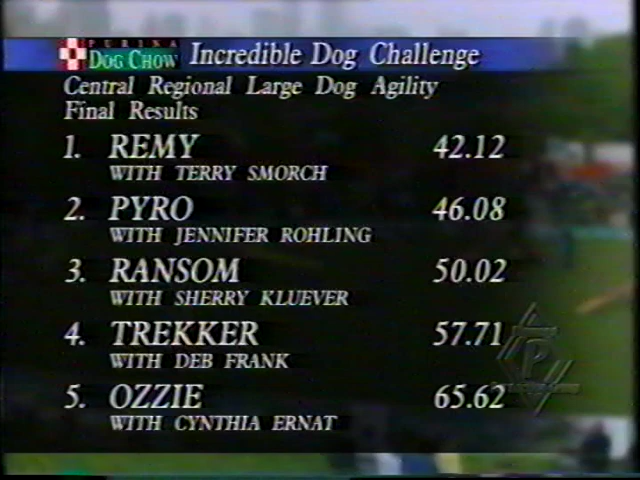 PURINA
DOG CHOW Incredible Dog Challenge
Central Regional Large Dog Agility
Final Results
1. REMY 42.12
WITH TERRY SMORCH
2. PYRO 46.08
WITH JENNIFER ROHLING
3. RANSOM 50.02
WITH SHERRY KLUEVER
4. TREKKER 57.71
WITH DEB FRANK
5. OZZIE 65.62
WITH CYNTHIA ERNAT
P